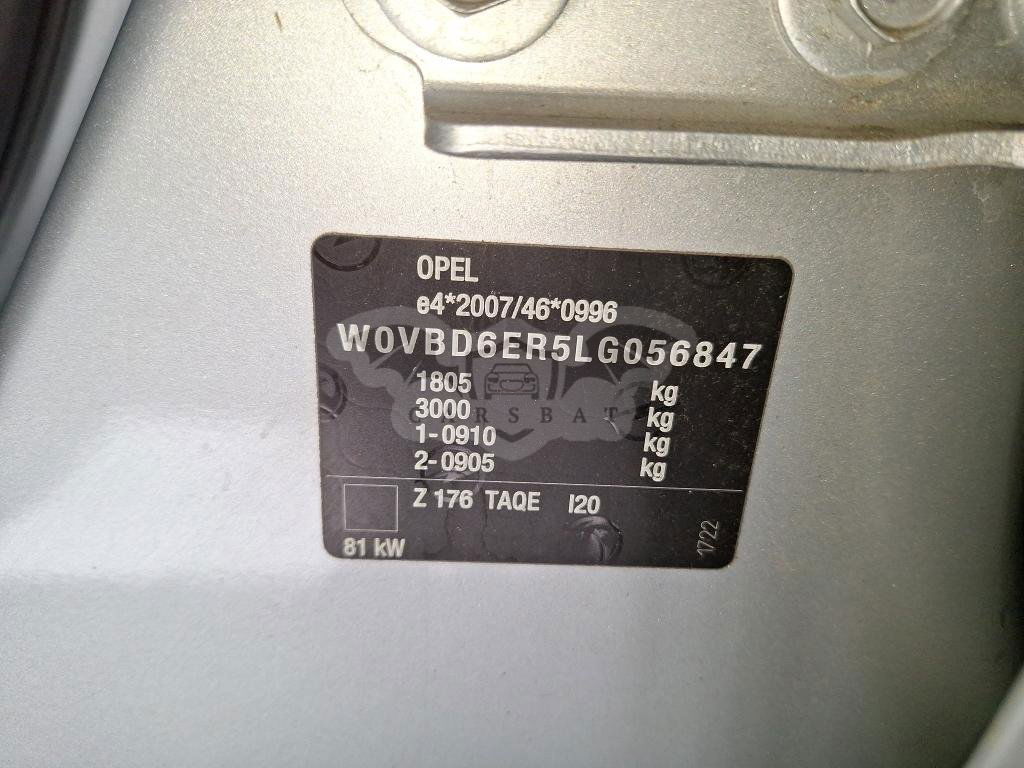 OPEL
e4*2007/46*0996
W0VBD6ER5LG056847
1805 kg
3000 kg
1-0910 kg
2-0905 kg
Z 176 TAQE I20
81 kW
1722